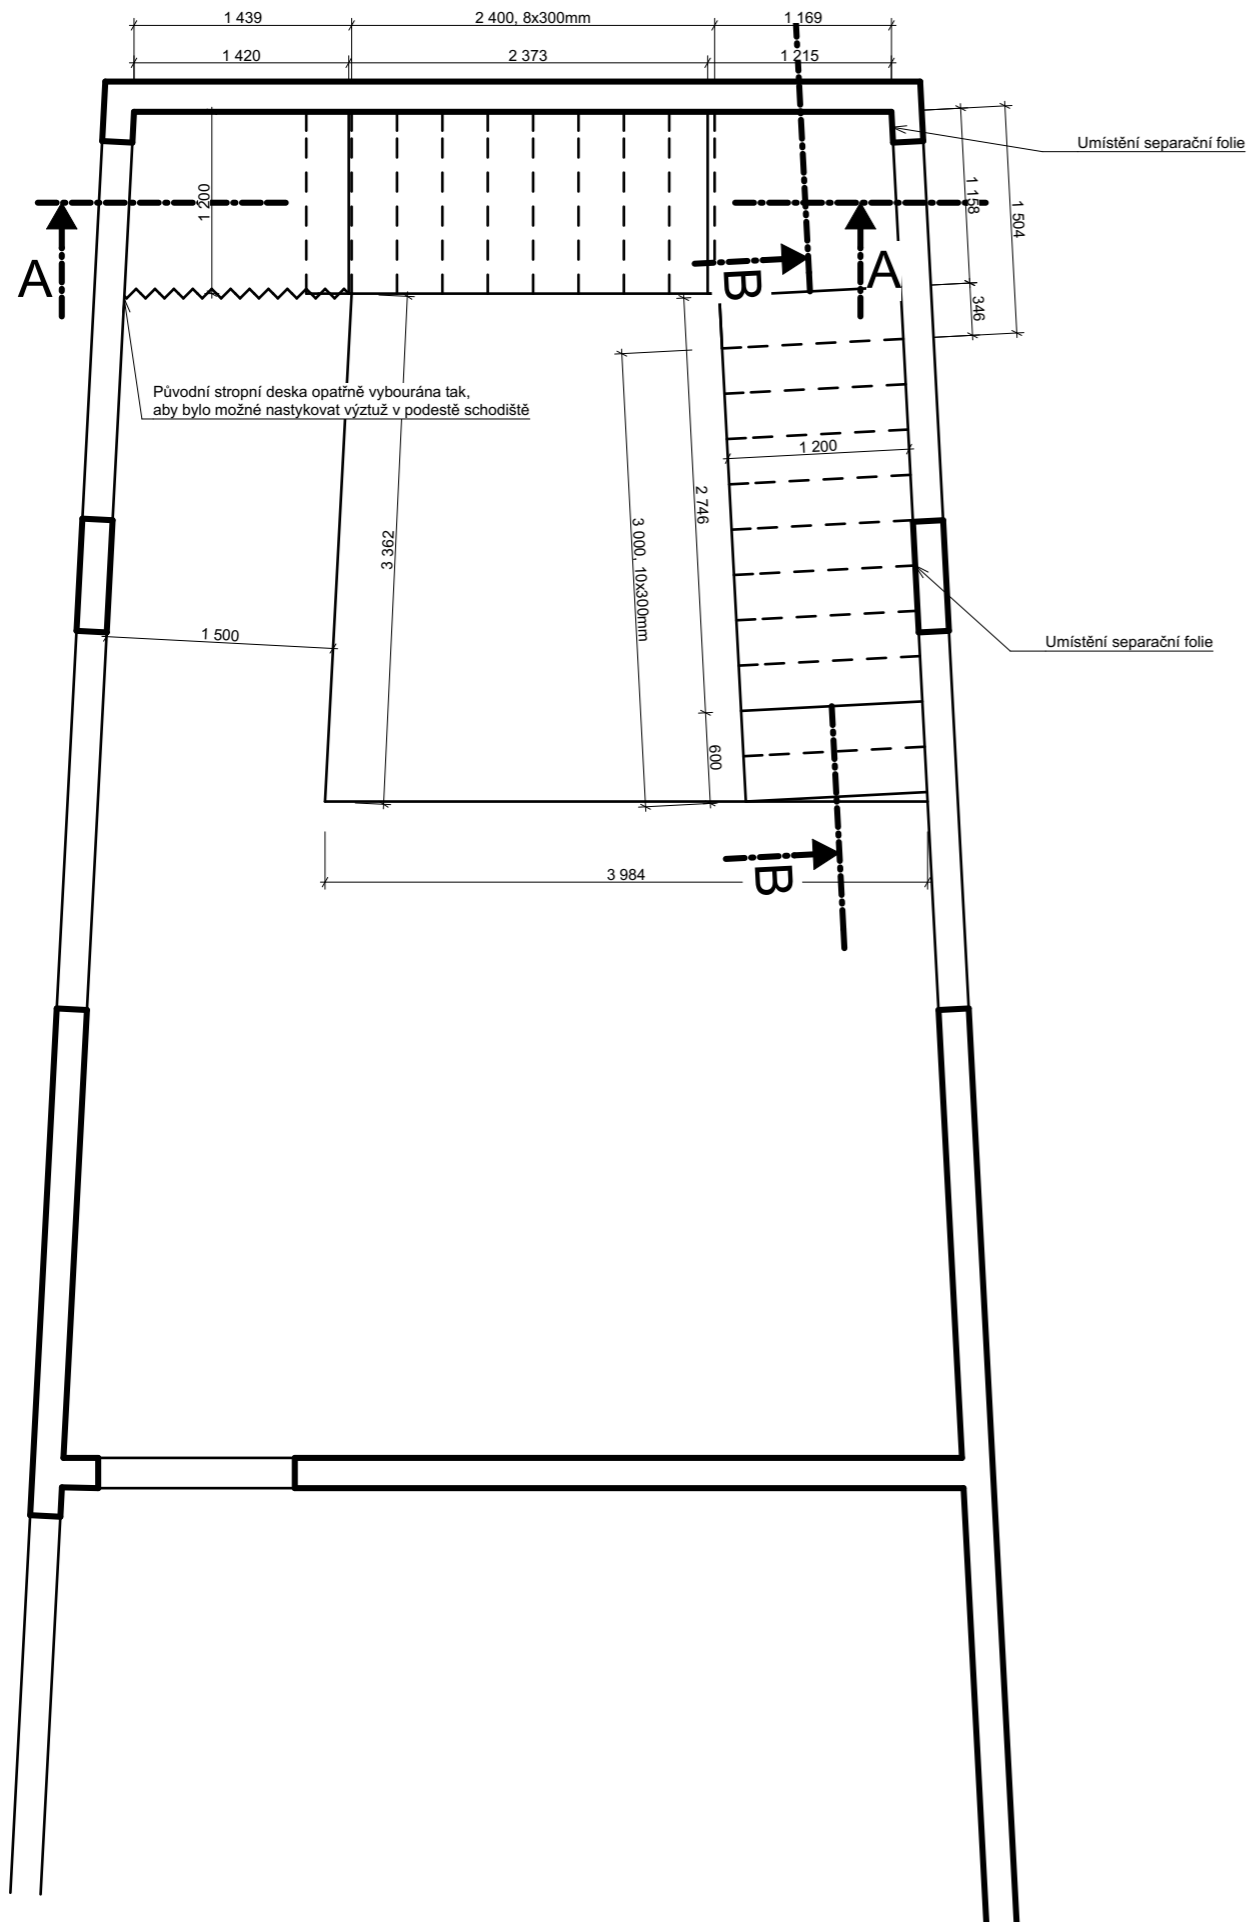 1 439
2 400, 8x300mm
1 169
1 420
2 373
1 215
Umístění separační folie
1 200
1 158
1 504
A
B
A
346
Původní stropní deska opatřně vybourána tak,
aby bylo možné nastykovat výztuž v podestě schodiště
1 200
2 746
3 362
3 000, 10x300mm
1 500
Umístění separační folie
600
3 984
B